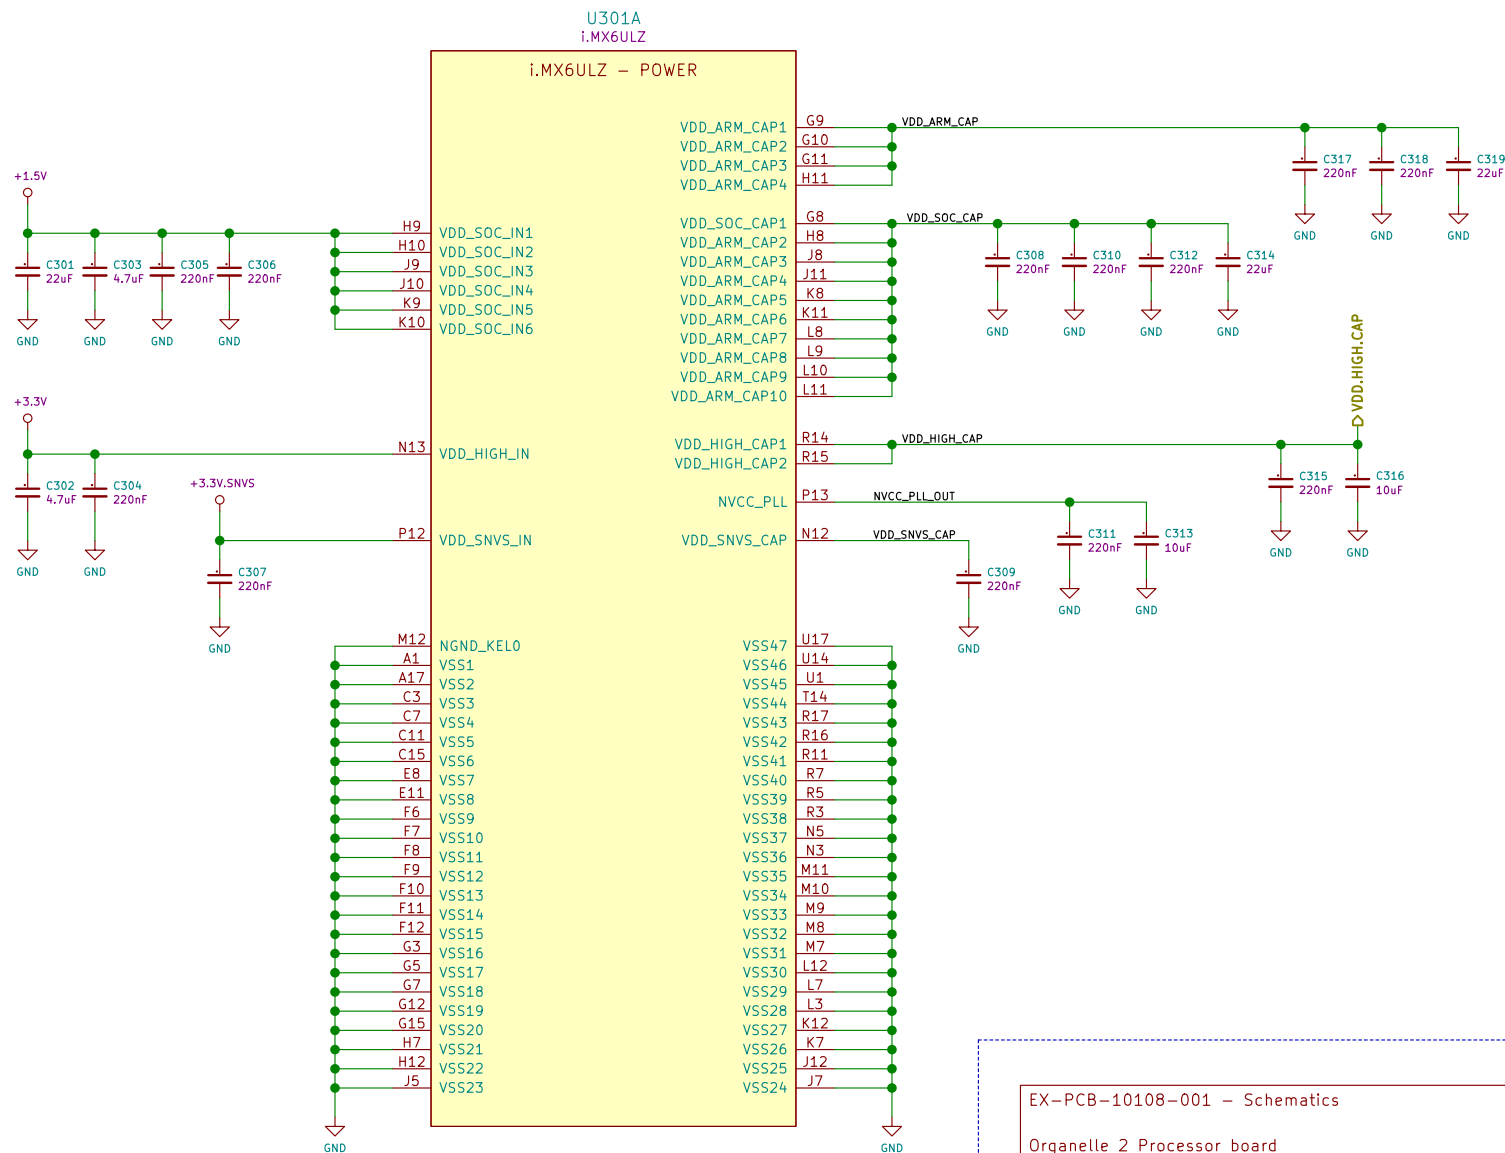 U301A
i.MX6ULZ
i.MX6ULZ - POWER
G9 VDD_ARM_CAP1 VDD_ARM_CAP
G10 VDD_ARM_CAP2
G11 VDD_ARM_CAP3
H11 VDD_ARM_CAP4
C317 220nF GND
C318 220nF GND
C319 22uF GND
+1.5V
H9 VDD_SOC_IN1
H10 VDD_SOC_IN2
J9 VDD_SOC_IN3
J10 VDD_SOC_IN4
K9 VDD_SOC_IN5
K10 VDD_SOC_IN6
C301 22uF GND
C303 4.7uF GND
C305 220nF GND
C306 220nF GND
VDD_SOC_CAP1 G8 VDD_SOC_CAP
VDD_ARM_CAP2 H8
VDD_ARM_CAP3 J8
VDD_ARM_CAP4 J11
VDD_ARM_CAP5 K8
VDD_ARM_CAP6 K11
VDD_ARM_CAP7 L8
VDD_ARM_CAP8 L9
VDD_ARM_CAP9 L10
VDD_ARM_CAP10 L11
C308 220nF GND
C310 220nF GND
C312 220nF GND
C314 22uF GND
VDD.HIGH.CAP
+3.3V
N13 VDD_HIGH_IN
C302 4.7uF GND
C304 220nF GND
+3.3V.SNVS
P12 VDD_SNVS_IN
C307 220nF GND
VDD_HIGH_CAP1 R14 VDD_HIGH_CAP
VDD_HIGH_CAP2 R15
C315 220nF GND
C316 10uF GND
NVCC_PLL P13 NVCC_PLL_OUT
C311 220nF GND
C313 10uF GND
VDD_SNVS_CAP N12 VDD_SNVS_CAP
C309 220nF GND
M12 NGND_KEL0 VSS47 U17
A1 VSS1 VSS46 U14
A17 VSS2 VSS45 U1
C3 VSS3 VSS44 T14
C7 VSS4 VSS43 R17
C11 VSS5 VSS42 R16
C15 VSS6 VSS41 R11
E8 VSS7 VSS40 R7
E11 VSS8 VSS39 R5
F6 VSS9 VSS38 R3
F7 VSS10 VSS37 N5
F8 VSS11 VSS36 N3
F9 VSS12 VSS35 M11
F10 VSS13 VSS34 M10
F11 VSS14 VSS33 M9
F12 VSS15 VSS32 M8
G3 VSS16 VSS31 M7
G5 VSS17 VSS30 L12
G7 VSS18 VSS29 L7
G12 VSS19 VSS28 L3
G15 VSS20 VSS27 K12
H7 VSS21 VSS26 K7
H12 VSS22 VSS25 J12
J5 VSS23 VSS24 J7
GND GND
EX-PCB-10108-001 - Schematics
Organelle 2 Processor board